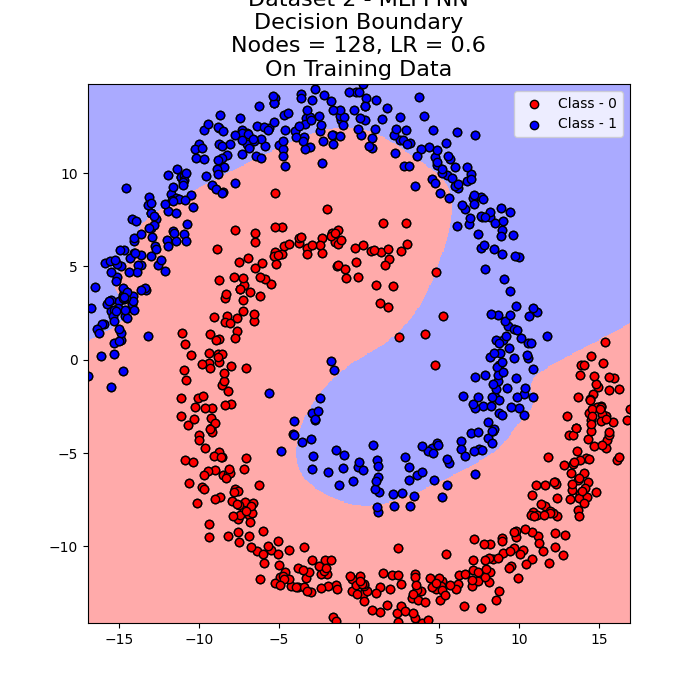 Dataset 2 - MLFFNN
Decision Boundary
Nodes = 128, LR = 0.6
On Training Data
Class - 0
Class - 1
10
5
0
−5
−10
−15
−10
−5
0
5
10
15